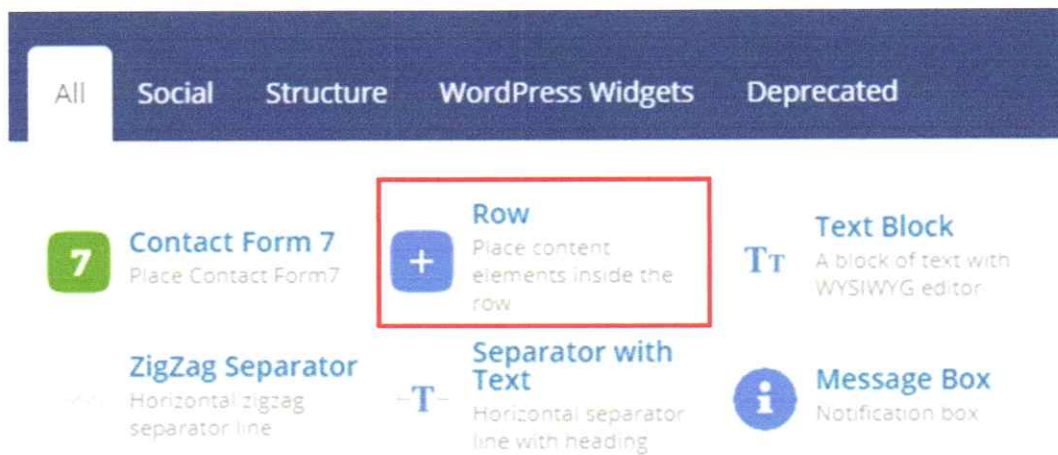 All Social Structure WordPress Widgets Deprecated
7
Contact Form 7
Place Contact Form7
+
Row
Place content
elements inside the
row
TT
Text Block
A block of text with
WYSIWYG editor
ZigZag Separator
Horizontal zigzag
separator line
-T-
Separator with
Text
Horizontal separator
line with heading
i
Message Box
Notification box